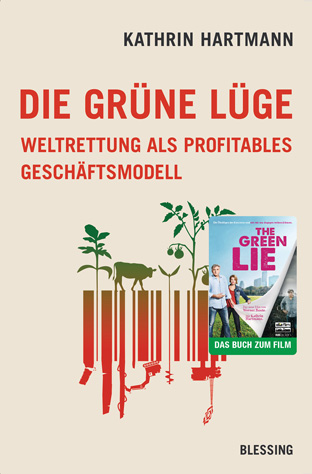 KATHRIN HARTMANN
DIE GRÜNE LÜGE
WELTRETTUNG ALS PROFITABLES
GESCHÄFTSMODELL
THE
GREEN
LIE
DAS BUCH ZUM FILM
BLESSING